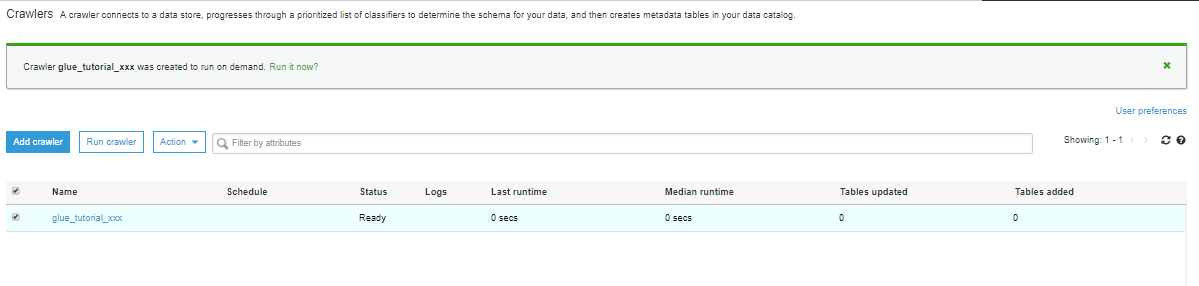 Crawlers A crawler connects to a data store, progresses through a prioritized list of classifiers to determine the schema for your data, and then creates metadata tables in your data catalog.
Crawler glue_tutorial_xxx was created to run on demand. Run it now?
User preferences
Add crawler Run crawler Action Filter by attributes Showing: 1 - 1
Name Schedule Status Logs Last runtime Median runtime Tables updated Tables added
glue_tutorial_xxx Ready 0 secs 0 secs 0 0